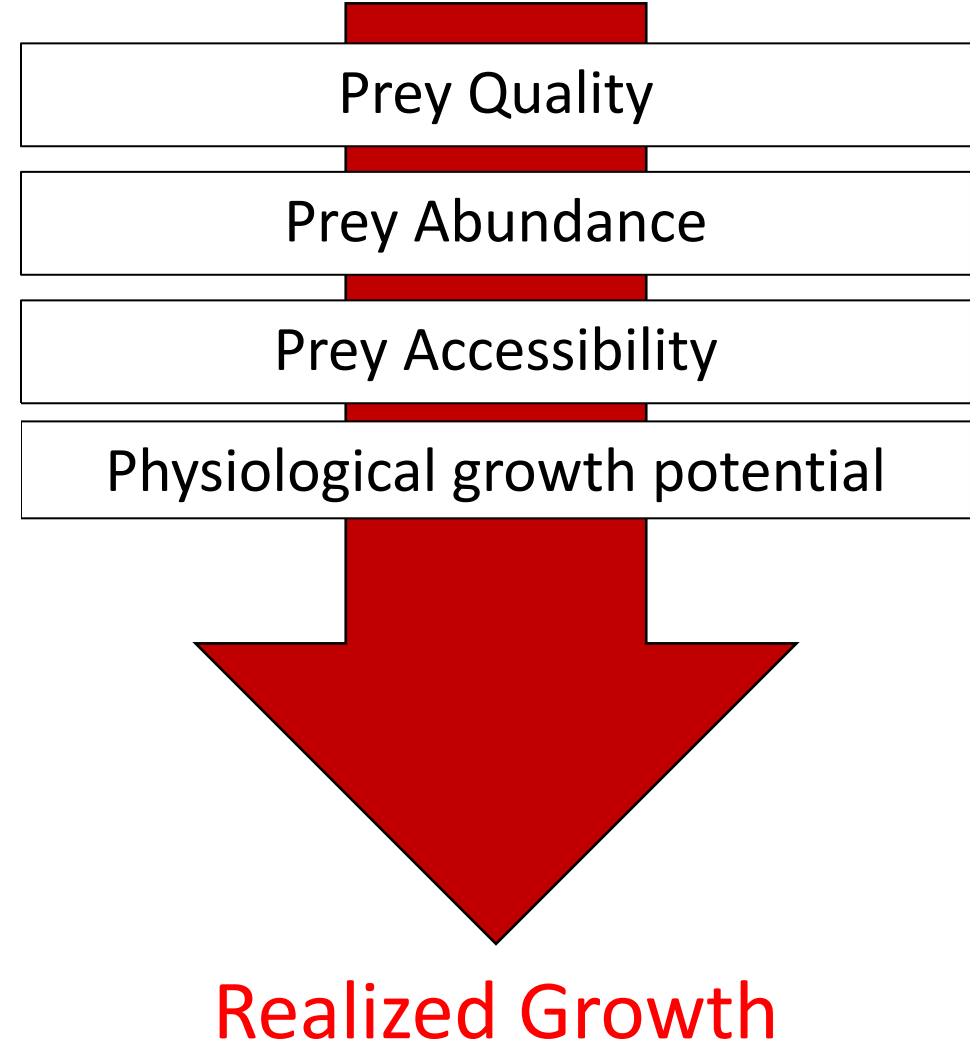 Prey Quality
Prey Abundance
Prey Accessibility
Physiological growth potential
Realized Growth